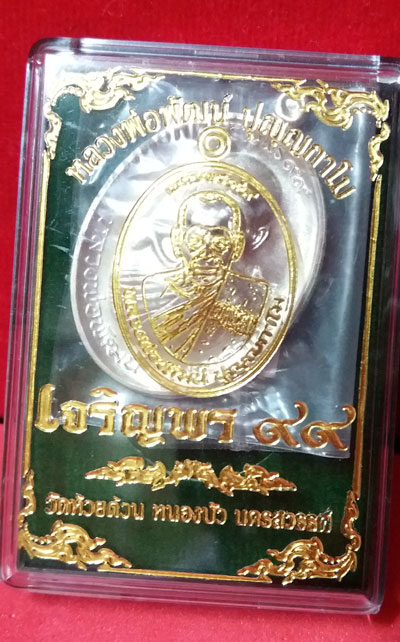 หลวงพ่อพัฒน์ ปุญญกาโม
เจริญพร ๙๙
วัดห้วยด้วน หนองบัว นครสวรรค์